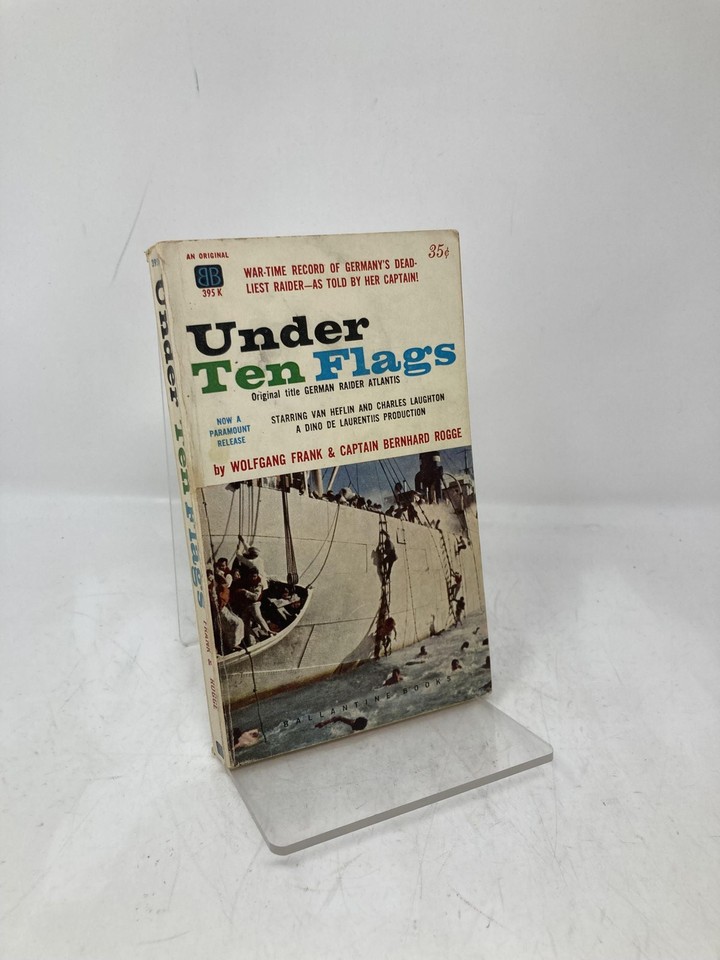 AN ORIGINAL
BB
395 K
WAR-TIME RECORD OF GERMANY'S DEAD-
LIEST RAIDER—AS TOLD BY HER CAPTAIN!
35¢
Under
Ten Flags
Original title GERMAN RAIDER ATLANTIS
NOW A
PARAMOUNT
RELEASE
STARRING VAN HEFLIN AND CHARLES LAUGHTON
A DINO DE LAURENTIIS PRODUCTION
by WOLFGANG FRANK & CAPTAIN BERNHARD ROGGE
BALLANTINE BOOKS
Under Ten Flags FRANK & ROGGE